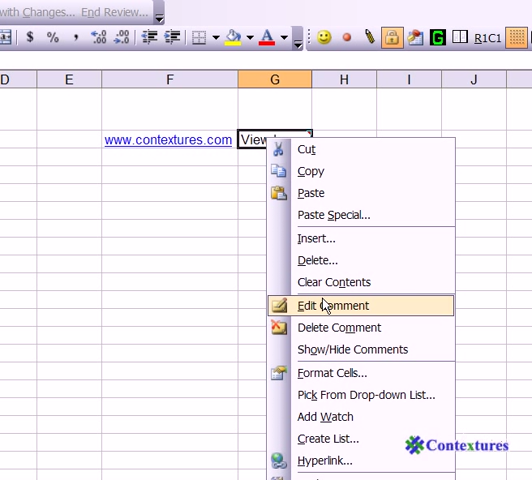 with Changes... End Review...
$ % , R1C1
D E F G H I J
www.contextures.com View
Cut
Copy
Paste
Paste Special...
Insert...
Delete...
Clear Contents
Edit Comment
Delete Comment
Show/Hide Comments
Format Cells...
Pick From Drop-down List...
Add Watch
Create List...
Contextures
Hyperlink...